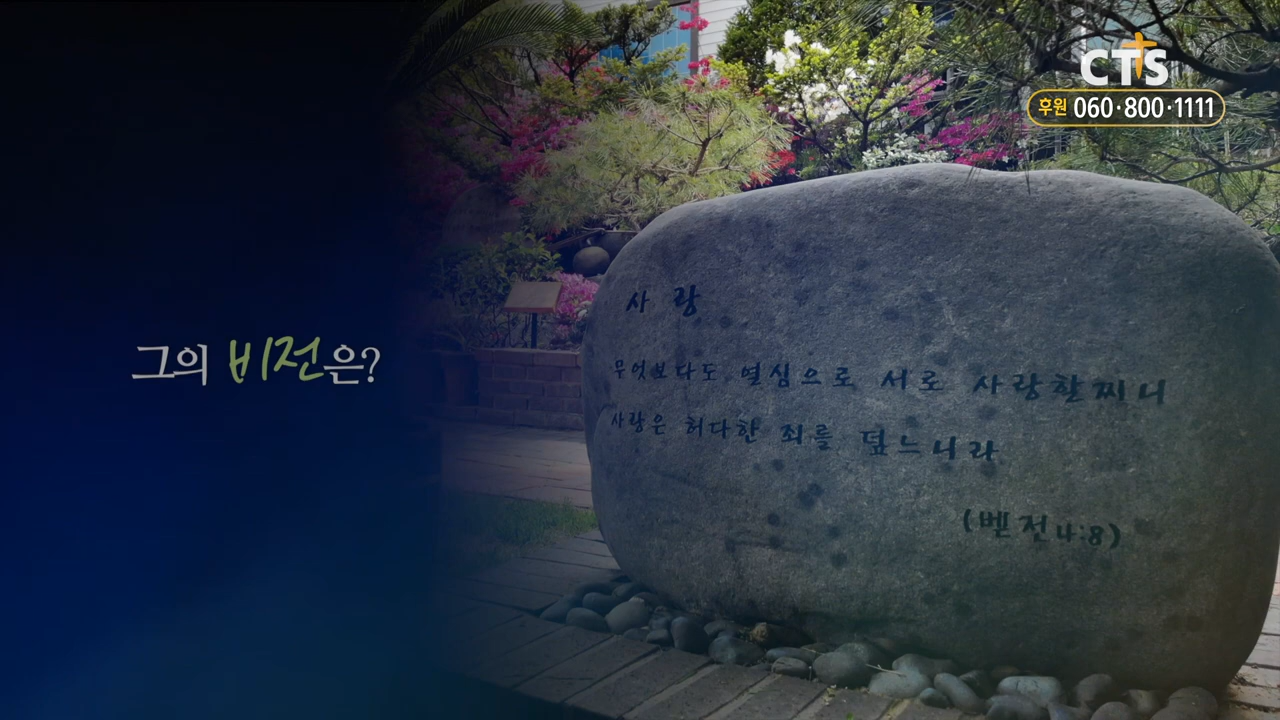 CTS
후원 060·800·1111
그의 비전은?
사랑
무엇보다도 열심으로 서로 사랑할찌니
사랑은 허다한 죄를 덮느니라
(벧전 4:8)